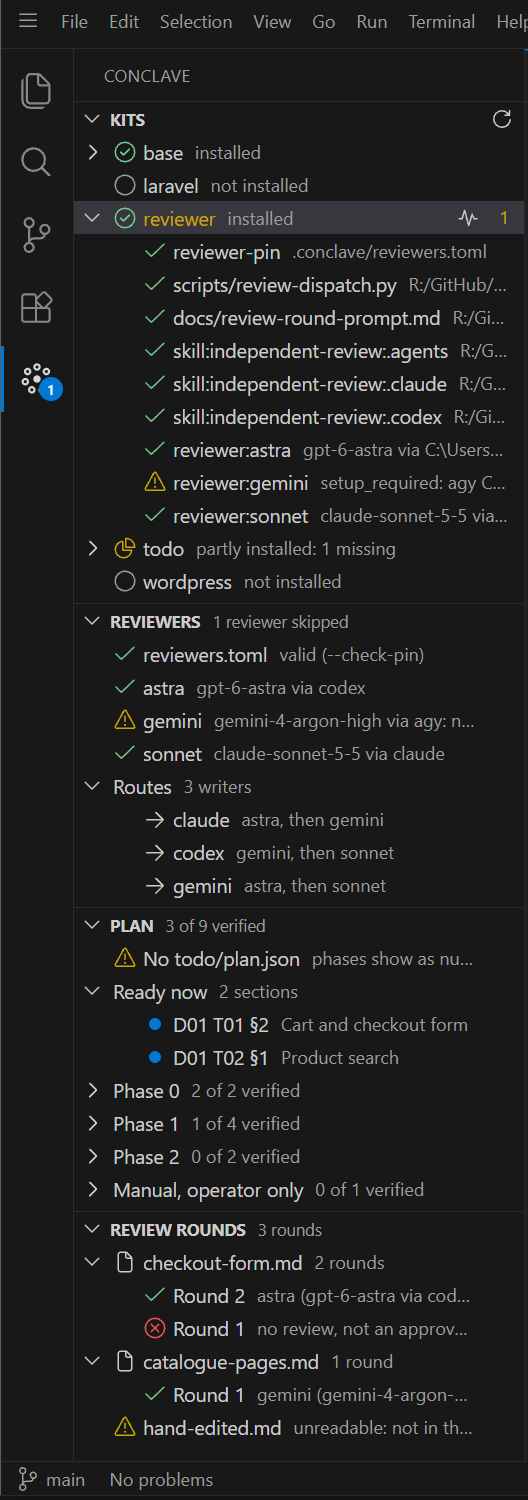 File Edit Selection View Go Run Terminal Help
CONCLAVE
KITS
base installed
laravel not installed
reviewer installed 1
reviewer-pin .conclave/reviewers.toml
scripts/review-dispatch.py R:/GitHub/...
docs/review-round-prompt.md R:/Gi...
skill:independent-review:.agents R:/G...
1
skill:independent-review:.claude R:/G...
skill:independent-review:.codex R:/Gi...
reviewer:astra gpt-6-astra via C:\Users...
reviewer:gemini setup_required: agy C...
reviewer:sonnet claude-sonnet-5-5 via...
todo partly installed: 1 missing
wordpress not installed
REVIEWERS 1 reviewer skipped
reviewers.toml valid (--check-pin)
astra gpt-6-astra via codex
gemini gemini-4-argon-high via agy: n...
sonnet claude-sonnet-5-5 via claude
Routes 3 writers
claude astra, then gemini
codex gemini, then sonnet
gemini astra, then sonnet
PLAN 3 of 9 verified
No todo/plan.json phases show as nu...
Ready now 2 sections
D01 T01 §2 Cart and checkout form
D01 T02 §1 Product search
Phase 0 2 of 2 verified
Phase 1 1 of 4 verified
Phase 2 0 of 2 verified
Manual, operator only 0 of 1 verified
REVIEW ROUNDS 3 rounds
checkout-form.md 2 rounds
Round 2 astra (gpt-6-astra via cod...
Round 1 no review, not an approv...
catalogue-pages.md 1 round
Round 1 gemini (gemini-4-argon-...
hand-edited.md unreadable: not in th...
main No problems